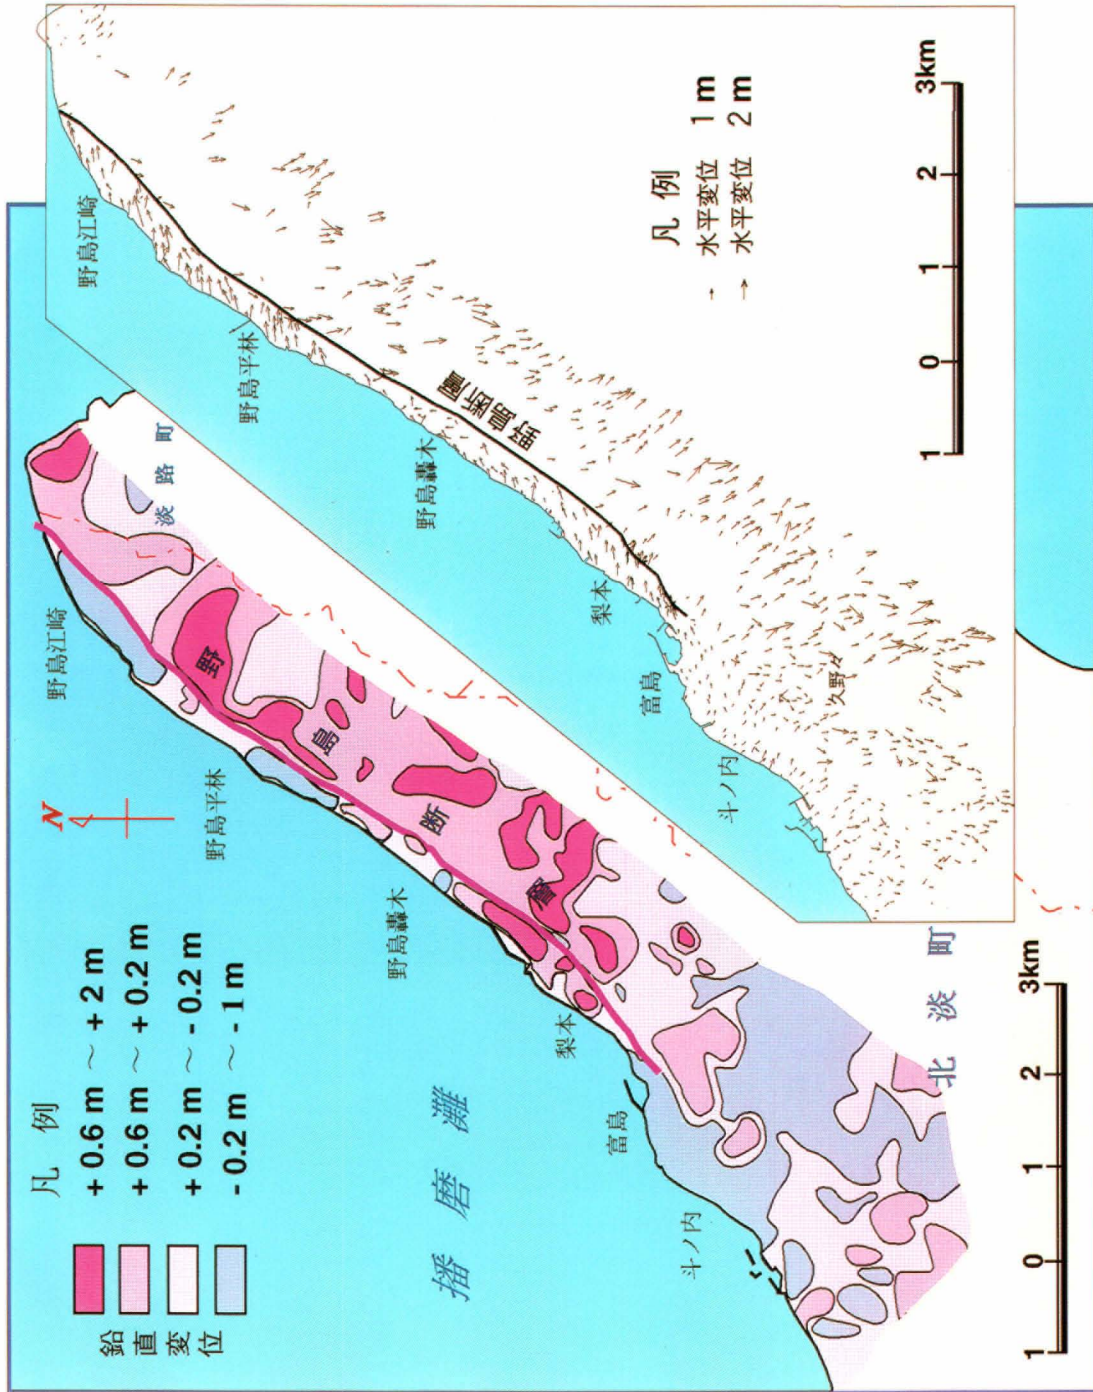 凡例
鉛直変位
+ 0.6 m ～ + 2 m
+ 0.6 m ～ + 0.2 m
+ 0.2 m ～ - 0.2 m
- 0.2 m ～ - 1 m
N
野島江崎
野島平林
野島轟木
梨本
富島
斗ノ内
野島断層
淡路町
北淡町
播磨灘
1 0 1 2 3km
野島江崎
野島平林
野島轟木
梨本
富島
斗ノ内
久野々
野島断層
凡例
→ 水平変位 1 m
→ 水平変位 2 m
1 0 1 2 3km